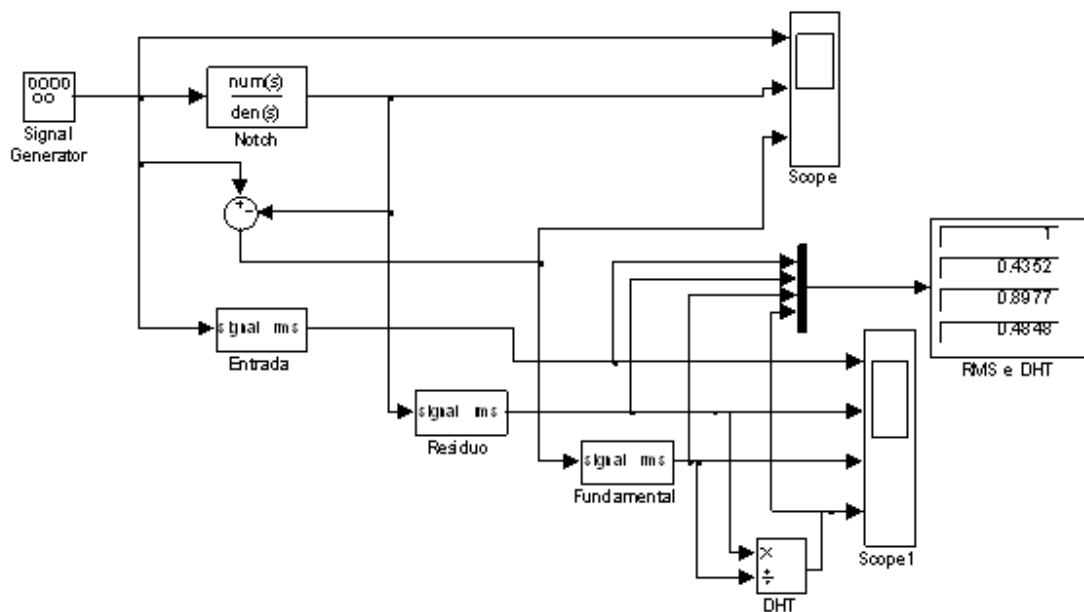 Signal
Generator
num(s)
den(s)
Notch
+
-
Scope
signal rms
Entrada
signal rms
Resíduo
signal rms
Fundamental
×
÷
DHT
1
0.4352
0.8977
0.4848
RMS e DHT
Scope1